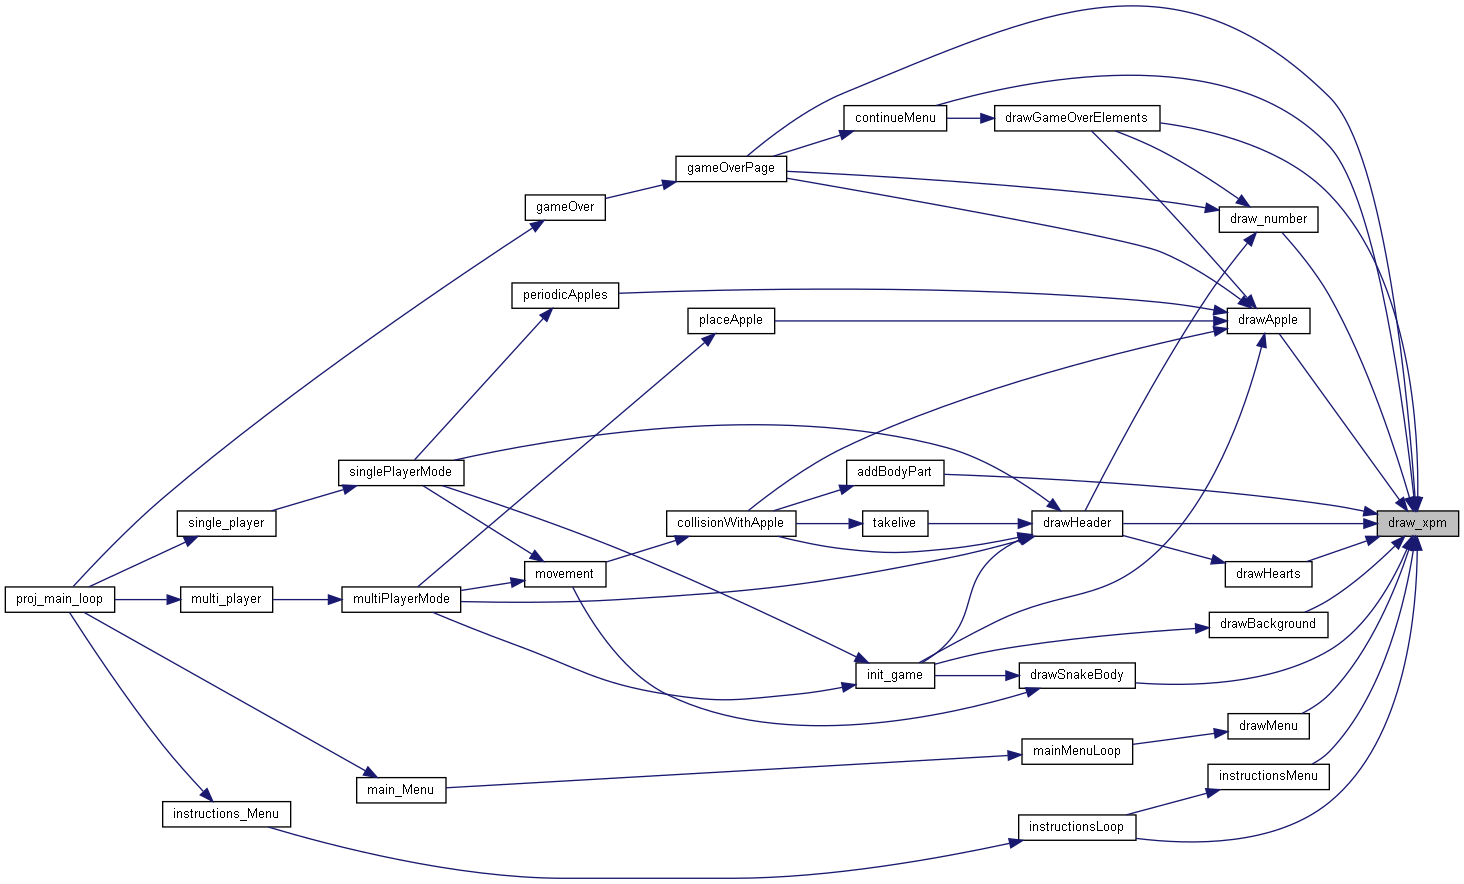 continueMenu
drawGameOverElements
gameOverPage
gameOver
draw_number
periodicApples
placeApple
drawApple
singlePlayerMode
addBodyPart
single_player
collisionWithApple
takelive
drawHeader
draw_xpm
movement
drawHearts
proj_main_loop
multi_player
multiPlayerMode
drawBackground
init_game
drawSnakeBody
drawMenu
mainMenuLoop
instructionsMenu
main_Menu
instructions_Menu
instructionsLoop